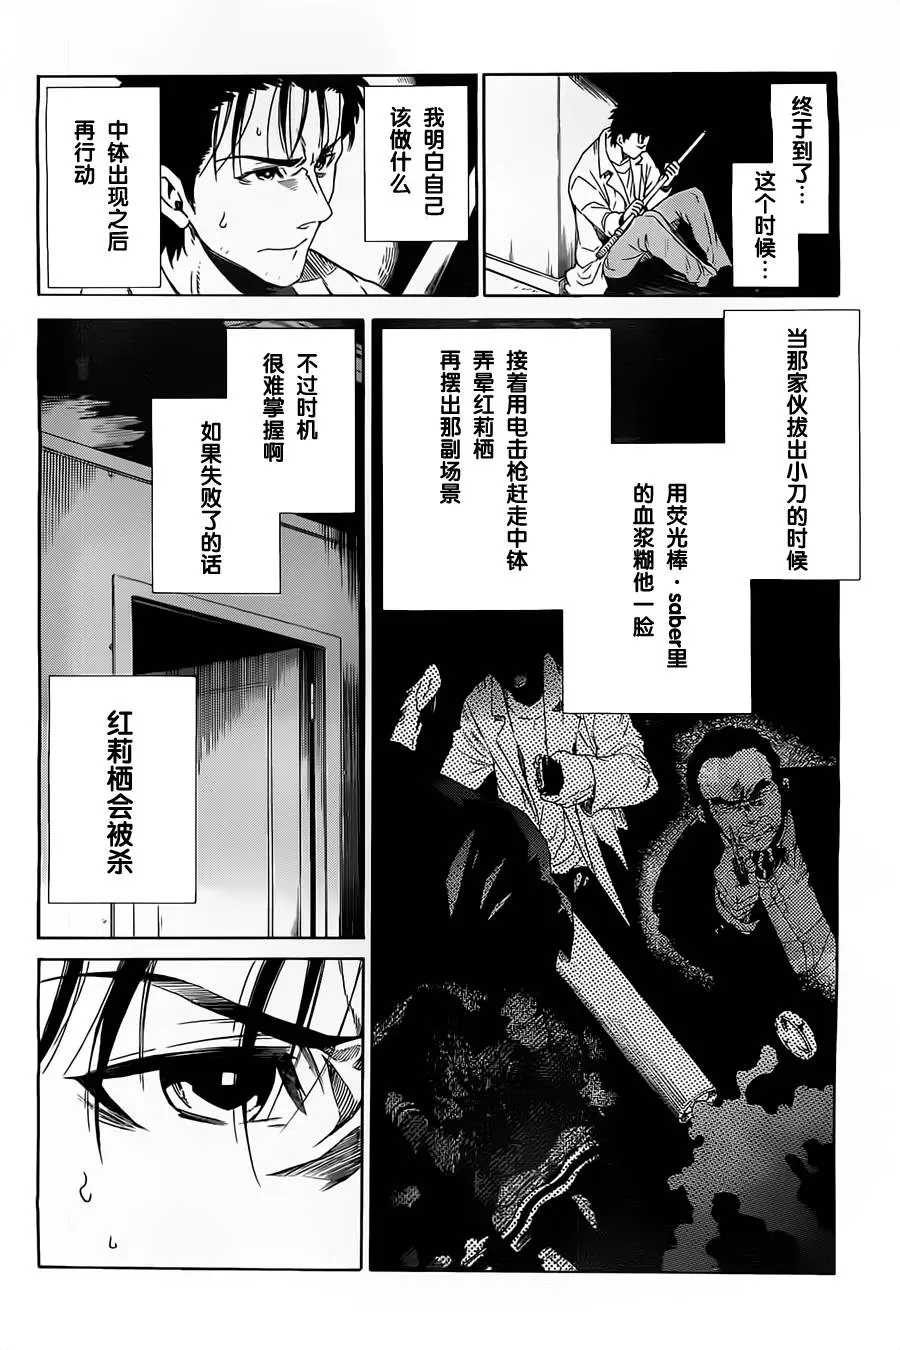 终于到了…
这个时候…
我明白自己
该做什么
中钵出现之后
再行动
当那家伙拔出小刀的时候
用荧光棒·saber里
的血浆糊他一脸
接着用电击枪赶走中钵
弄晕红莉栖
再摆出那副场景
不过时机
很难掌握啊
如果失败了的话
红莉栖会被杀